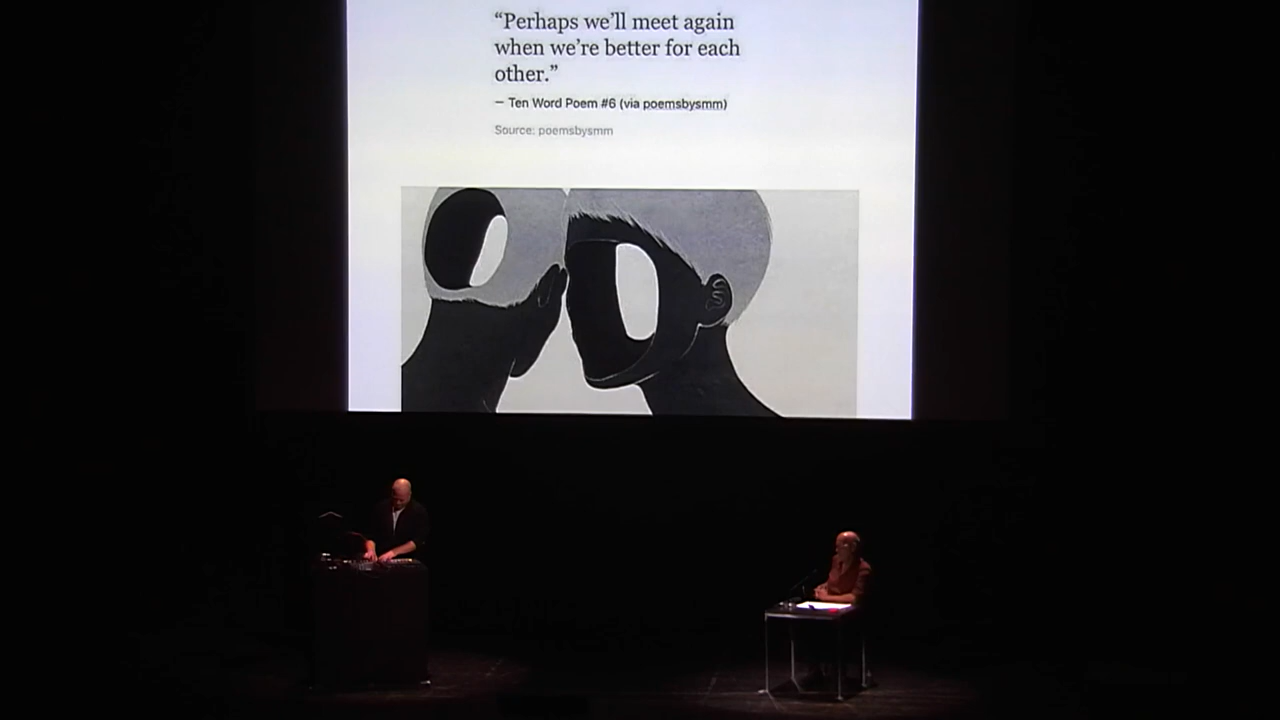 “Perhaps we’ll meet again
when we’re better for each
other.”
— Ten Word Poem #6 (via poemsbysmm)
Source: poemsbysmm